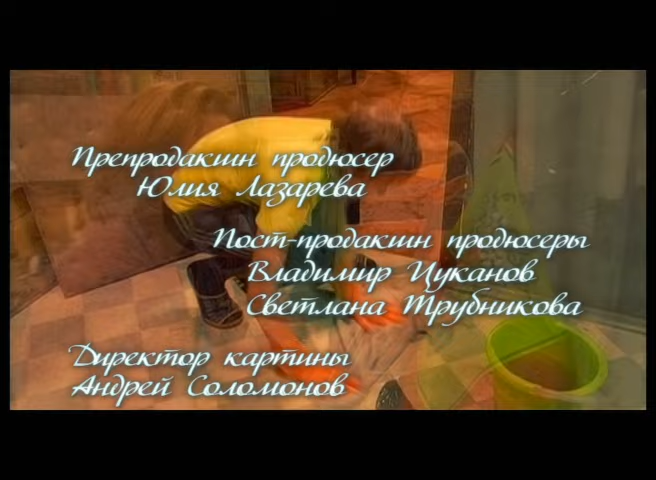 Препродакшн продюсер
Юлия Лазарева
Пост-продакшн продюсеры
Владимир Цуканов
Светлана Трубникова
Директор картины
Андрей Соломонов